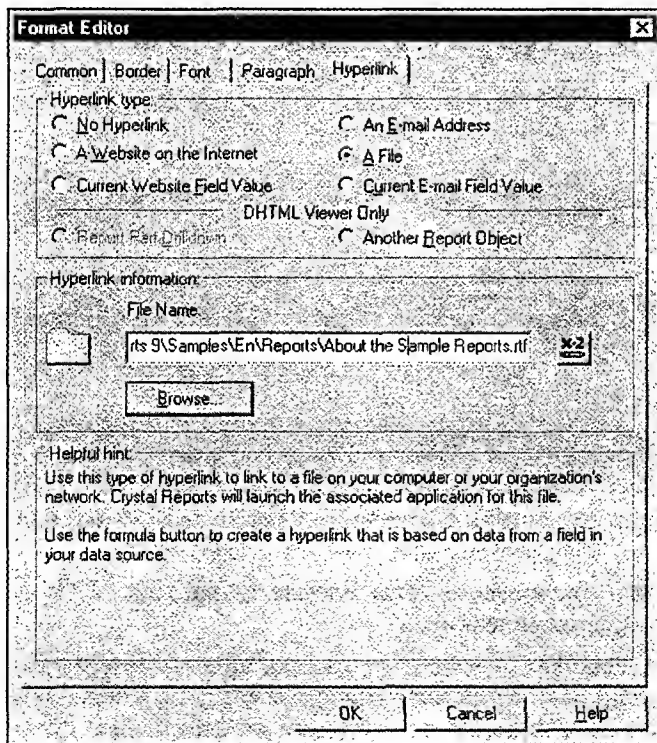 Format Editor
Common Border Font Paragraph Hyperlink
Hyperlink type:
No Hyperlink An E-mail Address
A Website on the Internet A File
Current Website Field Value Current E-mail Field Value
DHTML Viewer Only
Report Part Drilldown Another Report Object
Hyperlink information:
File Name:
rts 9\Samples\En\Reports\About the Sample Reports.rtf X-2
Browse...
Helpful hint:
Use this type of hyperlink to link to a file on your computer or your organization's
network. Crystal Reports will launch the associated application for this file.
Use the formula button to create a hyperlink that is based on data from a field in
your data source.
OK Cancel Help